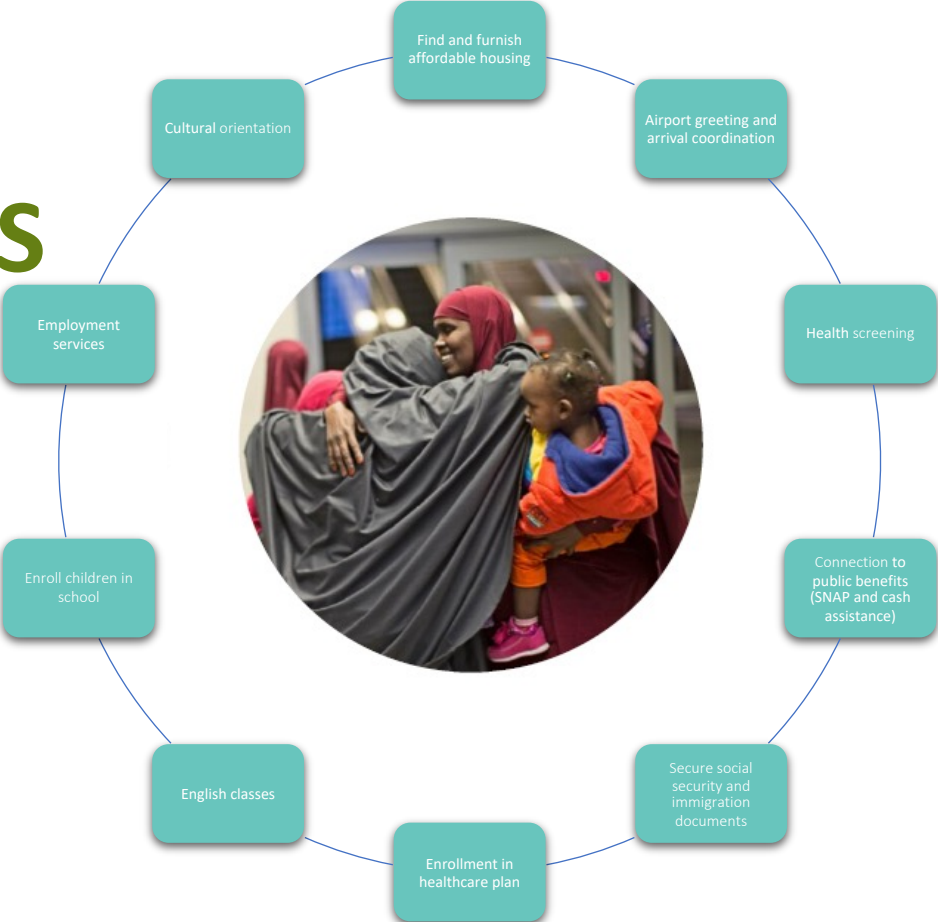 Find and furnish
affordable housing
Airport greeting and
arrival coordination
Health screening
Connection to
public benefits
(SNAP and cash
assistance)
Secure social
security and
immigration
documents
Enrollment in
healthcare plan
English classes
Enroll children in
school
Employment
services
Cultural orientation
s